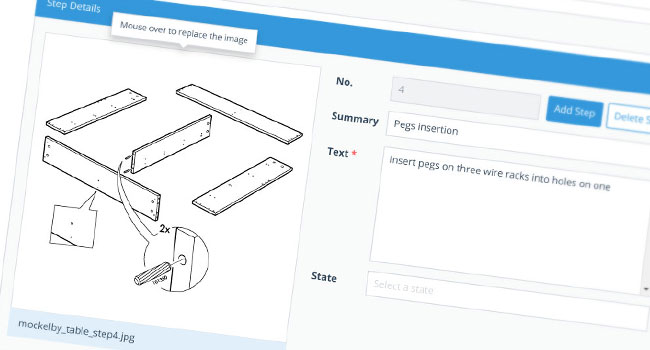 Step Details
Mouse over to replace the image
No.
4
Add Step
Delete S
Summary
Pegs insertion
Text *
Insert pegs on three wire racks into holes on one
2x
State
Select a state
mockelby_table_step4.jpg